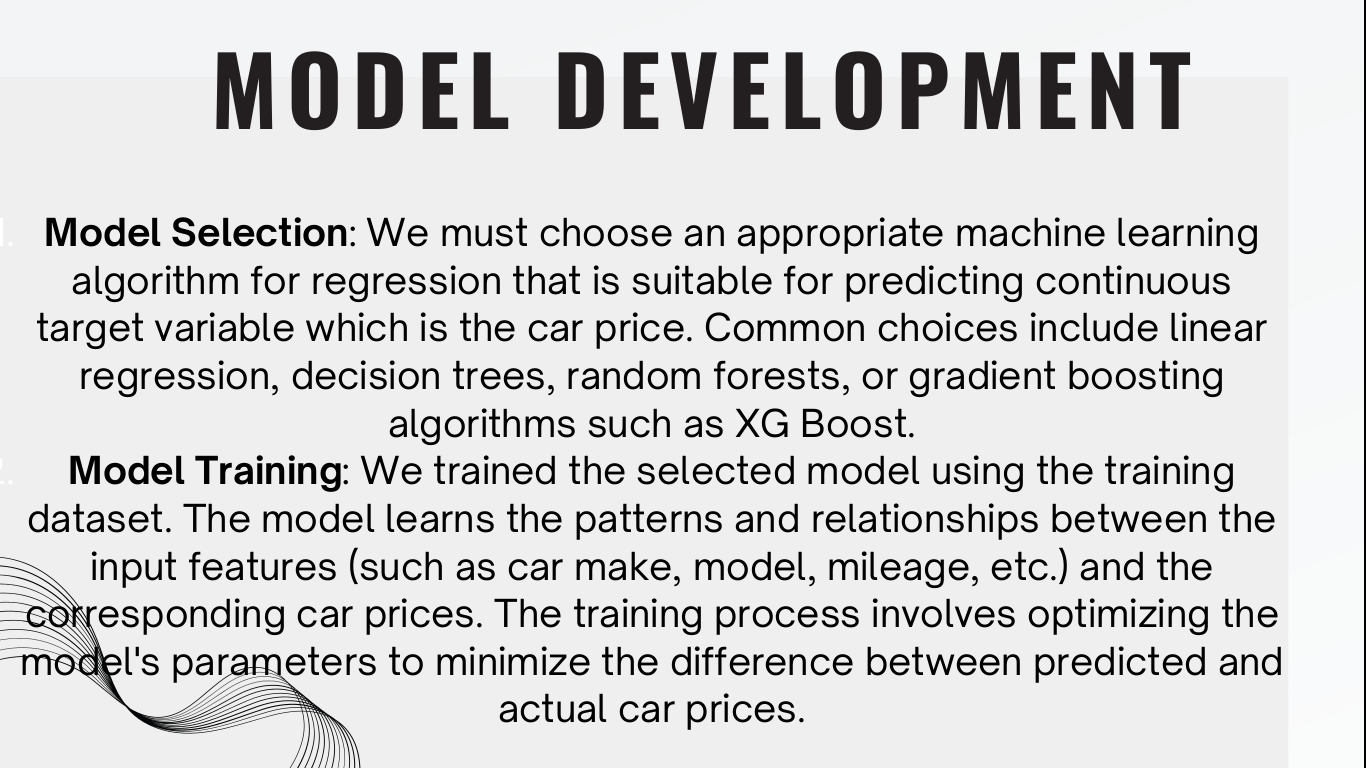 MODEL DEVELOPMENT
1. Model Selection: We must choose an appropriate machine learning
algorithm for regression that is suitable for predicting continuous
target variable which is the car price. Common choices include linear
regression, decision trees, random forests, or gradient boosting
algorithms such as XG Boost.
2. Model Training: We trained the selected model using the training
dataset. The model learns the patterns and relationships between the
input features (such as car make, model, mileage, etc.) and the
corresponding car prices. The training process involves optimizing the
model's parameters to minimize the difference between predicted and
actual car prices.